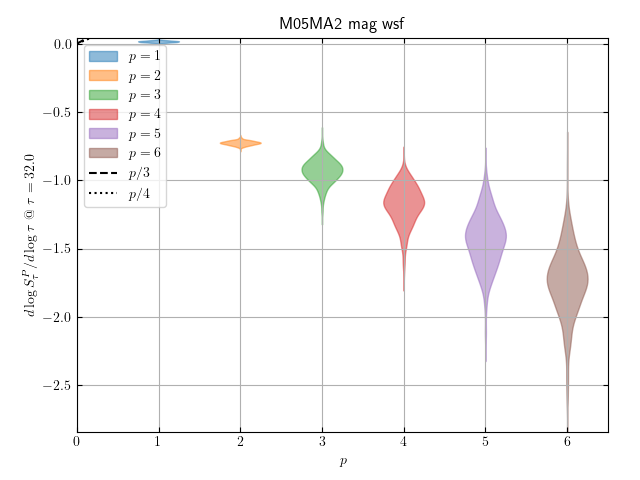 M05MA2 mag wsf
0.0
−0.5
−1.0
−1.5
−2.0
−2.5
d log S_τ^P / d log τ @ τ = 32.0
p = 1
p = 2
p = 3
p = 4
p = 5
p = 6
p/3
p/4
0 1 2 3 4 5 6
p